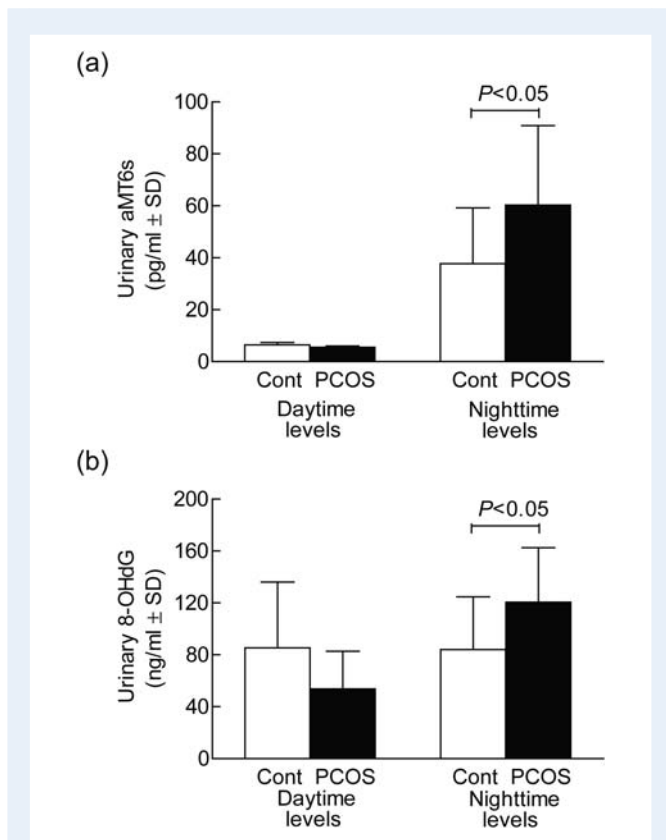 (a)
Urinary aMT6s
(pg/ml ± SD)
100
80
60
40
20
0
P<0.05
Cont PCOS Cont PCOS
Daytime Nighttime
levels levels
(b)
Urinary 8-OHdG
(ng/ml ± SD)
200
160
120
80
40
0
P<0.05
Cont PCOS Cont PCOS
Daytime Nighttime
levels levels